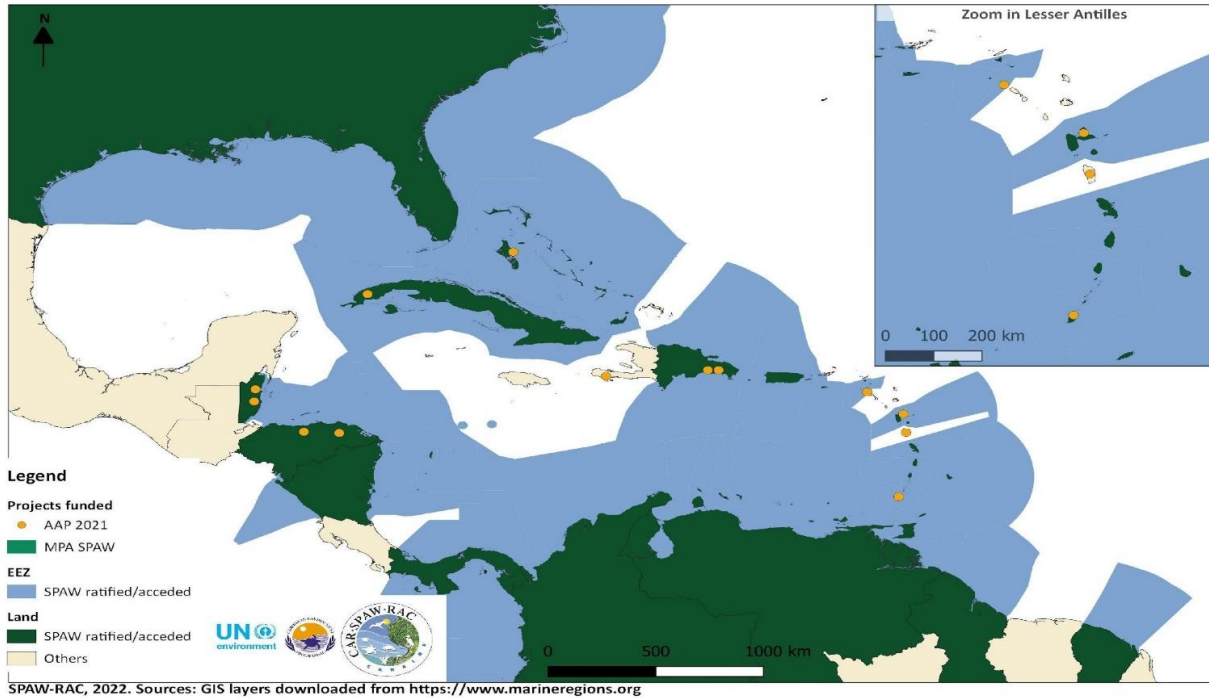 N
Zoom in Lesser Antilles
0 100 200 km
Legend
Projects funded
AAP 2021
MPA SPAW
EEZ
SPAW ratified/acceded
Land
SPAW ratified/acceded
Others
UN
environment
CAR-SPAW-RAC
0 500 1000 km
SPAW-RAC, 2022. Sources: GIS layers downloaded from https://www.marineregions.org